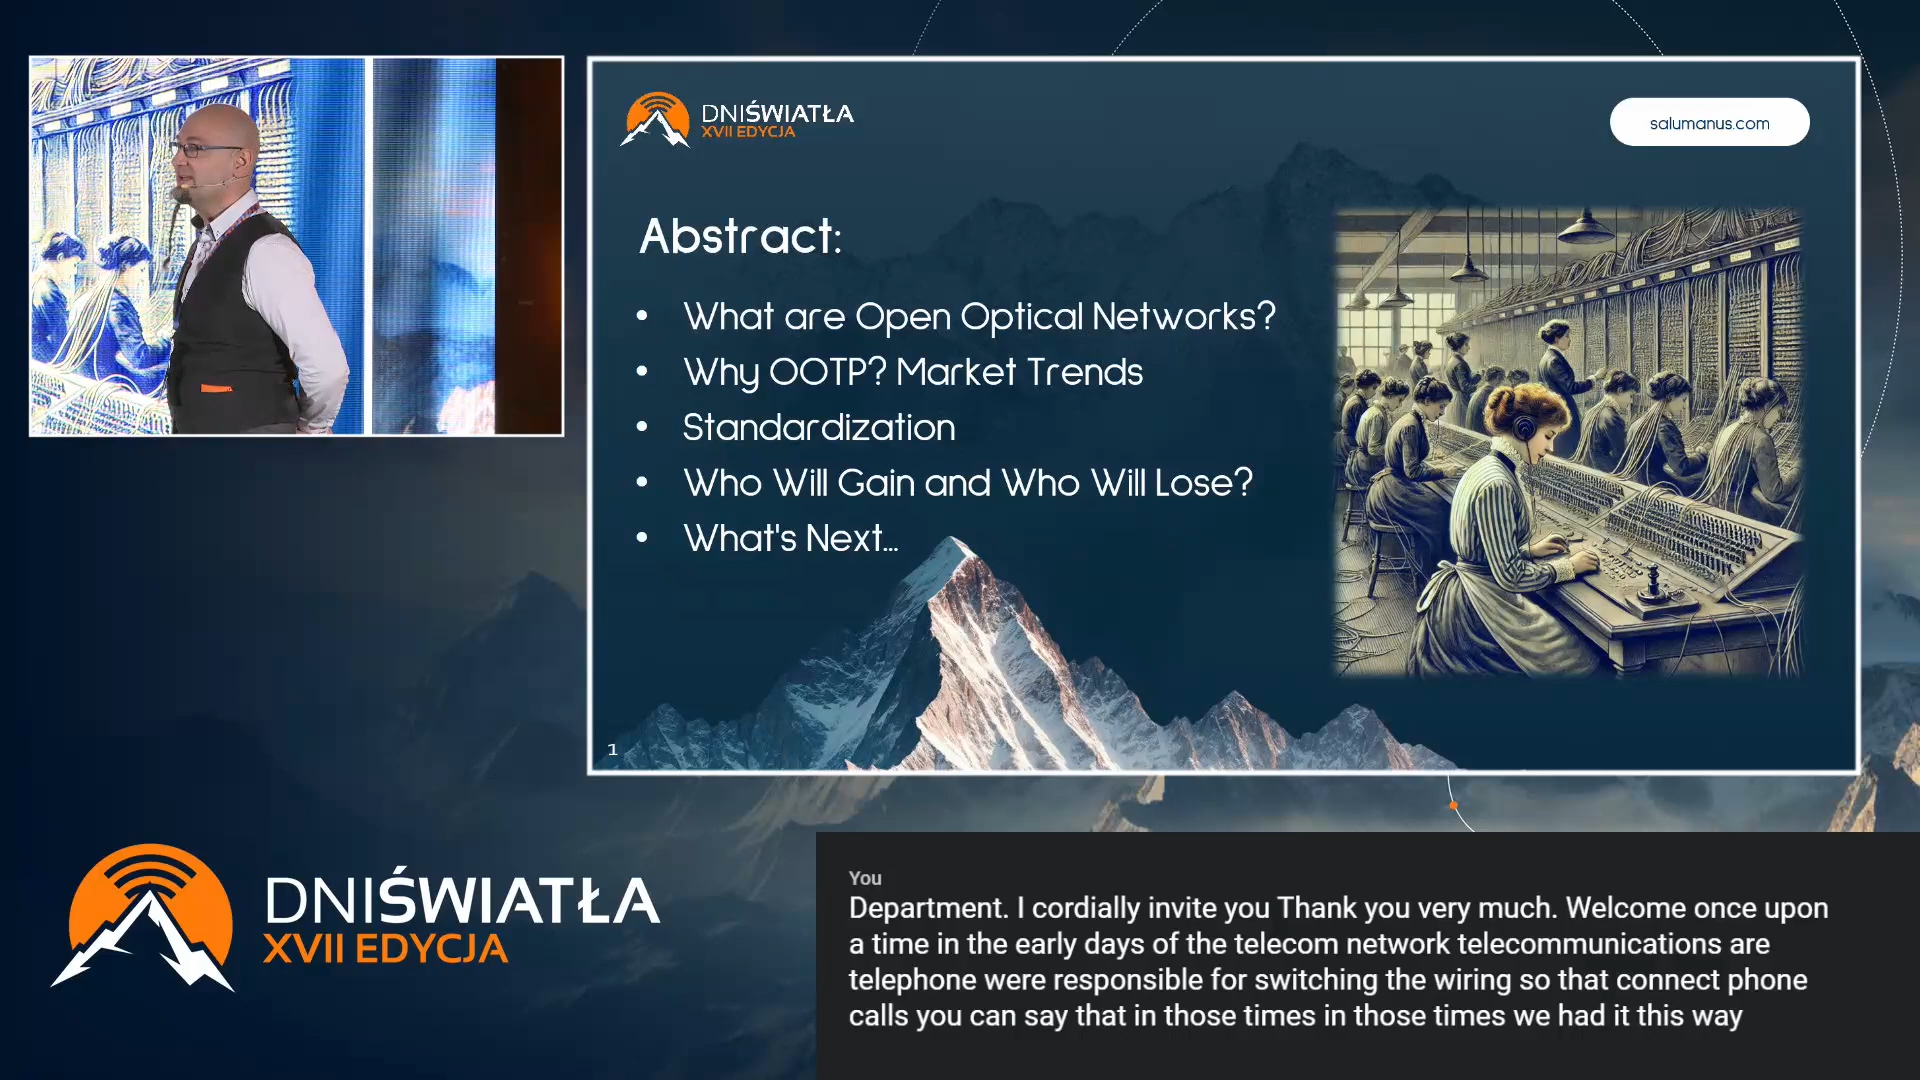 DNIŚWIATŁA
XVII EDYCJA
salumanus.com
Abstract:
• What are Open Optical Networks?
• Why OOTP? Market Trends
• Standardization
• Who Will Gain and Who Will Lose?
• What's Next...
1
DNIŚWIATŁA
XVII EDYCJA
You
Department. I cordially invite you Thank you very much. Welcome once upon
a time in the early days of the telecom network telecommunications are
telephone were responsible for switching the wiring so that connect phone
calls you can say that in those times in those times we had it this way